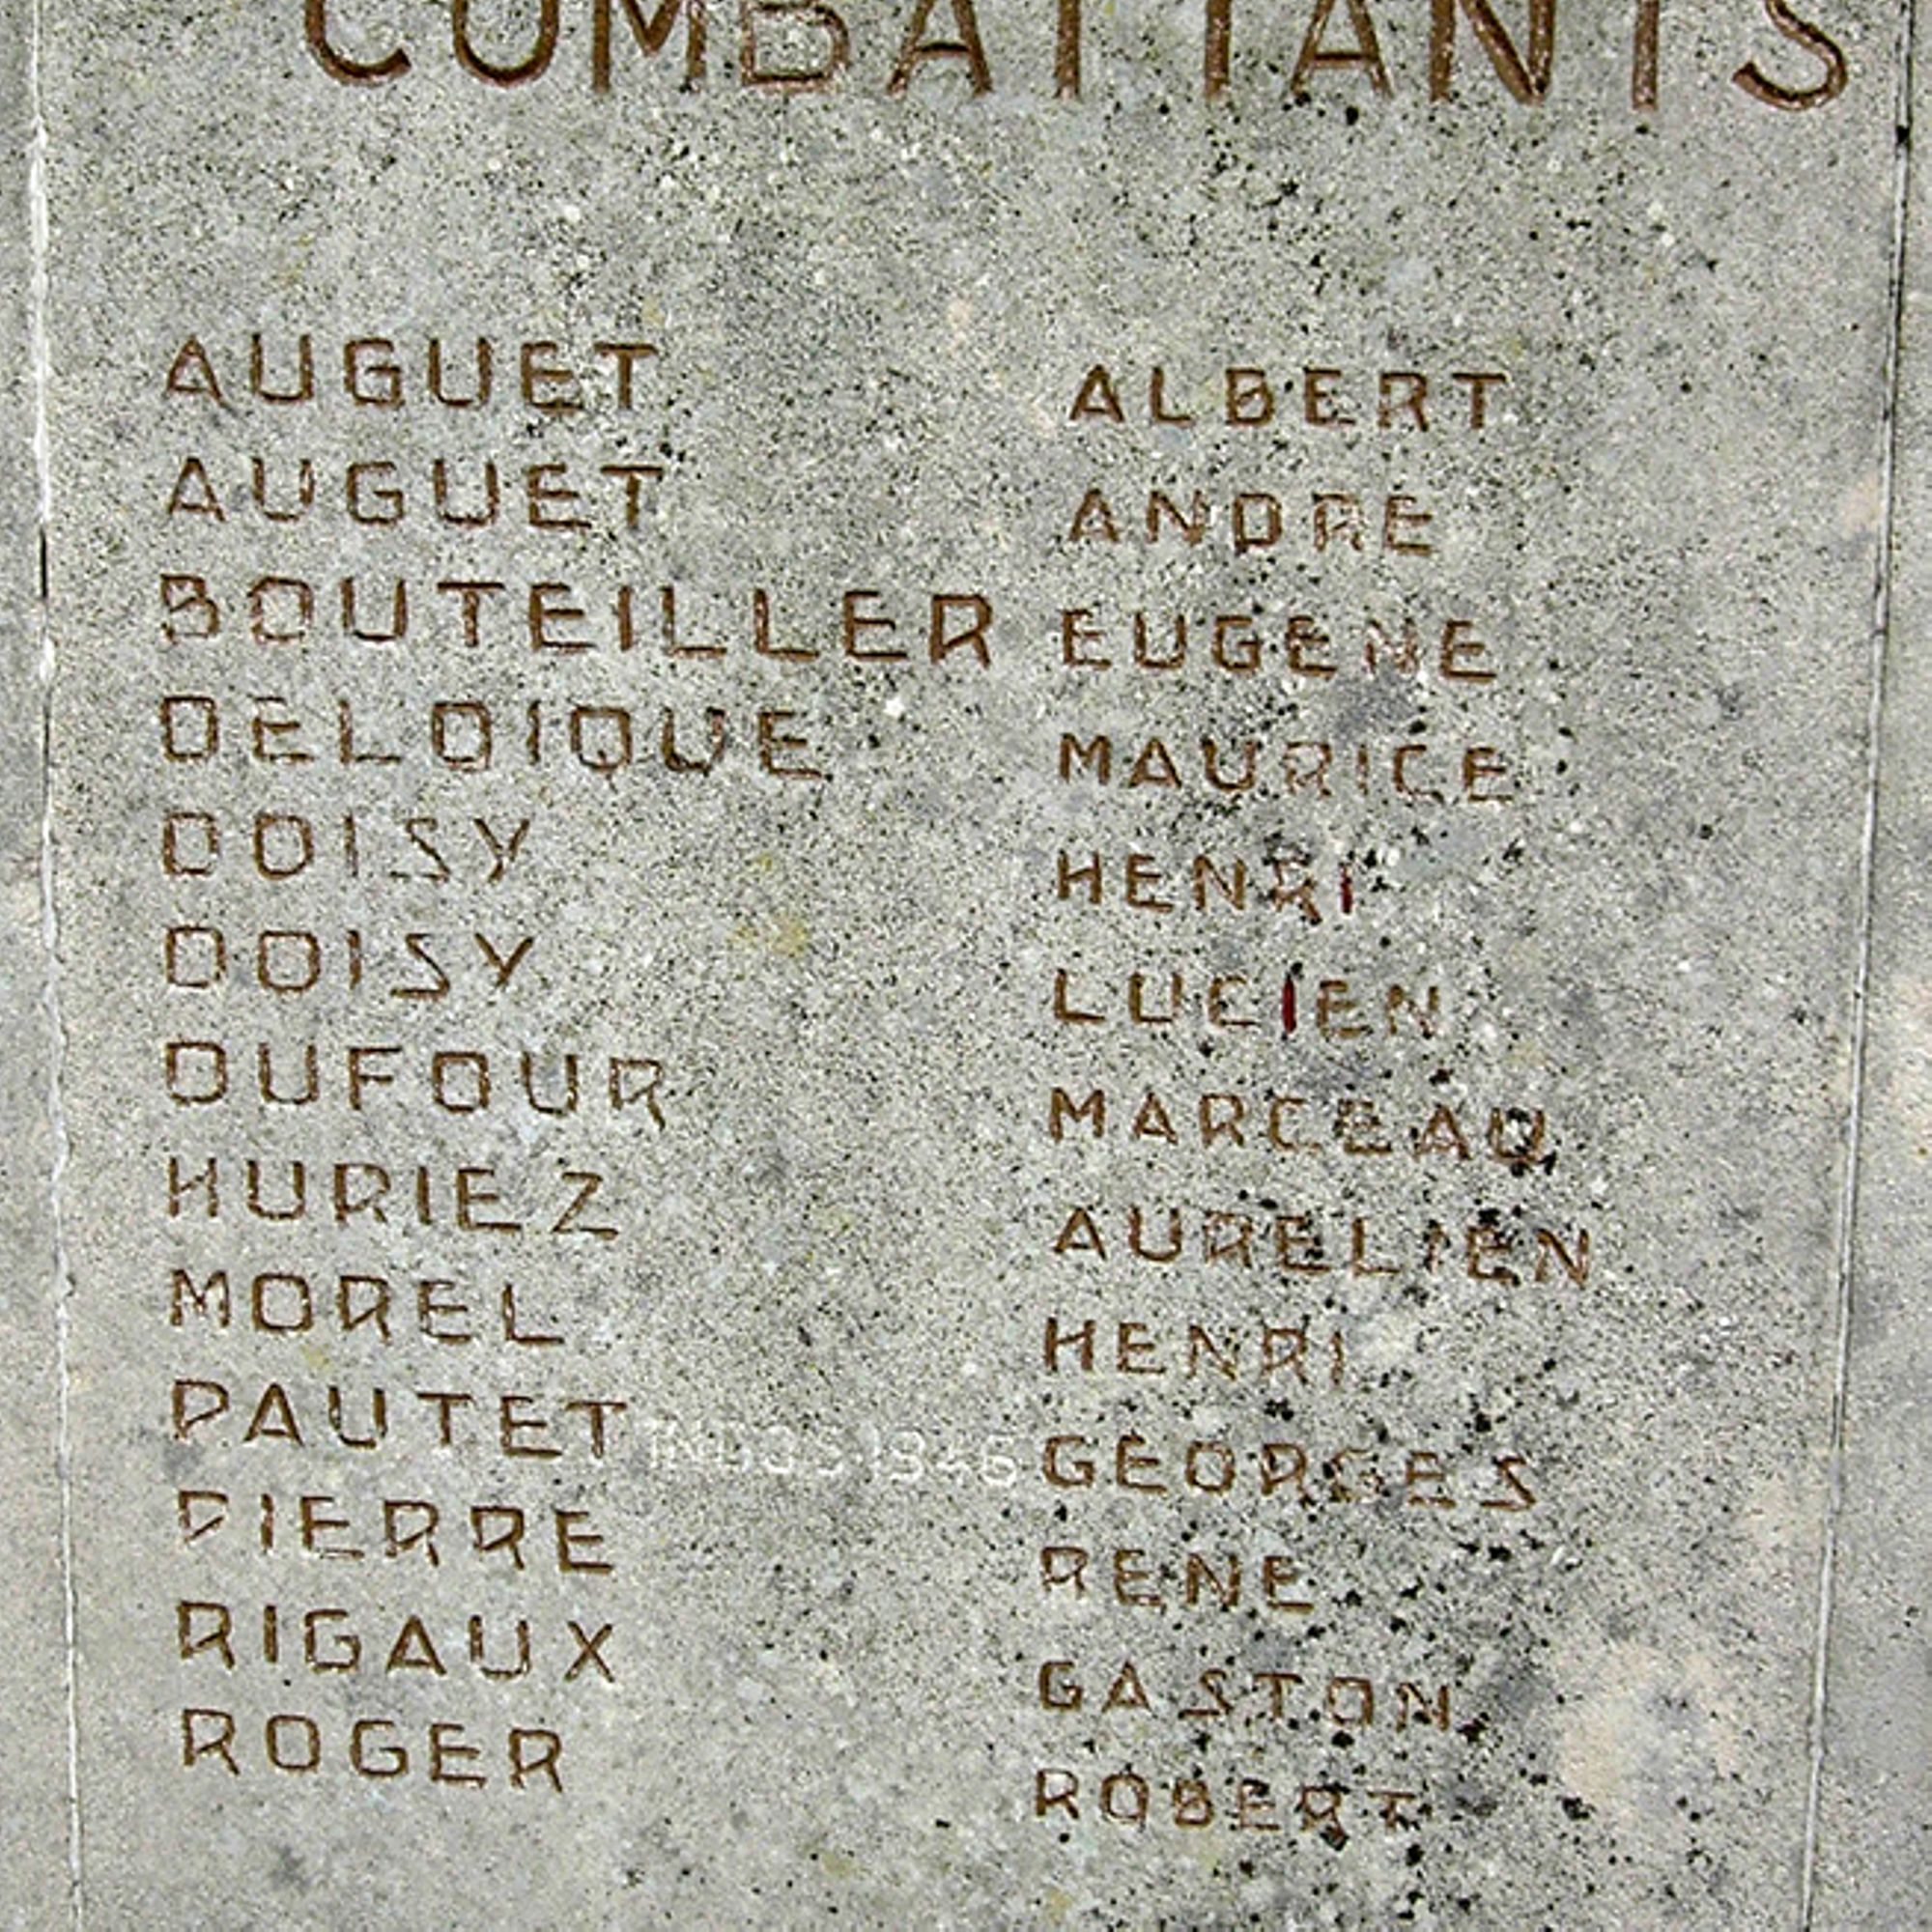 COMBATTANTS
AUGUET ALBERT
AUGUET ANDRE
BOUTEILLER EUGENE
DELOIQUE MAURICE
DOISY HENRI
DOISY LUCIEN
DUFOUR MARCEAU
HURIEZ AURELIEN
MOREL HENRI
PAUTET 1946 GEORGES
PIERRE RENE
RIGAUX GASTON
ROGER ROBERT